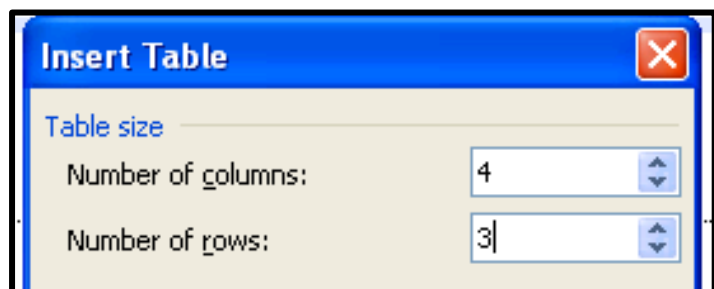 Insert Table
Table size
Number of columns: 4
Number of rows: 3